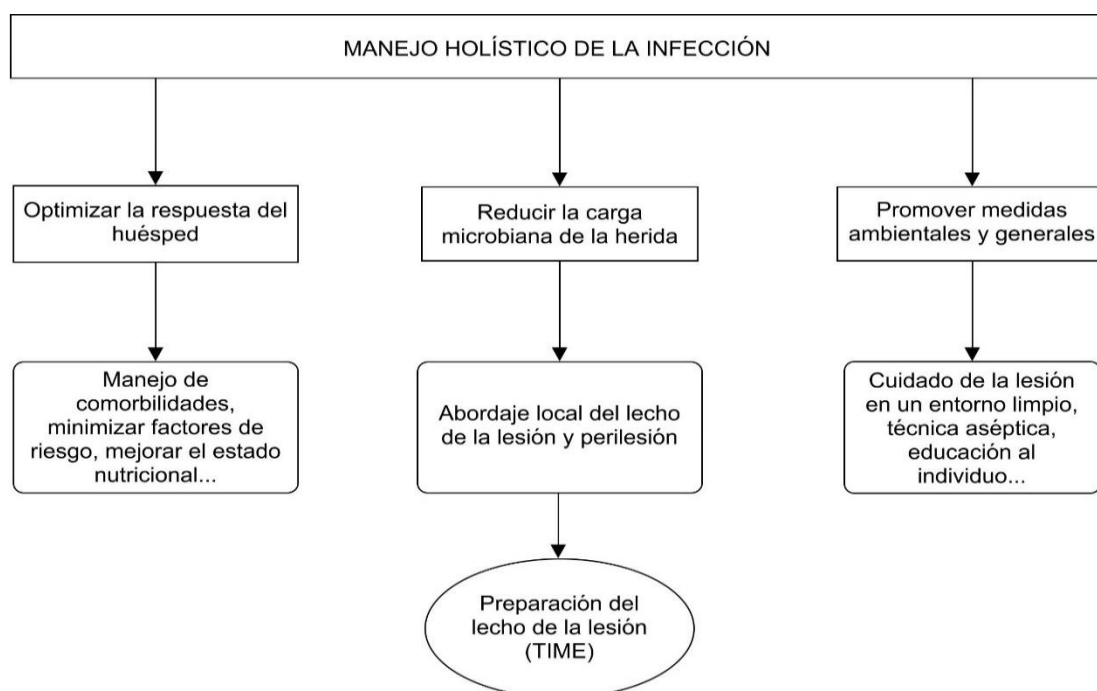 MANEJO HOLÍSTICO DE LA INFECCIÓN
Optimizar la respuesta del
huésped
Reducir la carga
microbiana de la herida
Promover medidas
ambientales y generales
Manejo de
comorbilidades,
minimizar factores de
riesgo, mejorar el estado
nutricional...
Abordaje local del lecho
de la lesión y perilesión
Cuidado de la lesión
en un entorno limpio,
técnica aséptica,
educación al
individuo...
Preparación del
lecho de la lesión
(TIME)